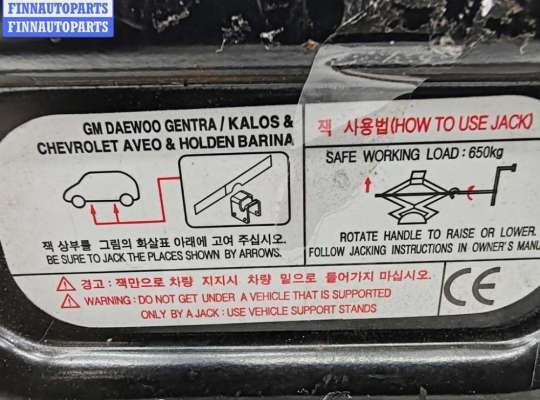 FINNAUTOPARTS
FINNAUTOPARTS
FINNAUTOPARTS
GM DAEWOO GENTRA / KALOS &
CHEVROLET AVEO & HOLDEN BARINA
잭 상부를 그림의 화살표 아래에 고여 주십시오.
BE SURE TO JACK THE PLACES SHOWN BY ARROWS.
잭 사용법(HOW TO USE JACK)
SAFE WORKING LOAD : 650kg
ROTATE HANDLE TO RAISE OR LOWER.
FOLLOW JACKING INSTRUCTIONS IN OWNER'S MANU
경고 : 잭만으로 차량 지지시 차량 밑으로 들어가지 마십시오.
WARNING : DO NOT GET UNDER A VEHICLE THAT IS SUPPORTED
ONLY BY A JACK : USE VEHICLE SUPPORT STANDS
CE